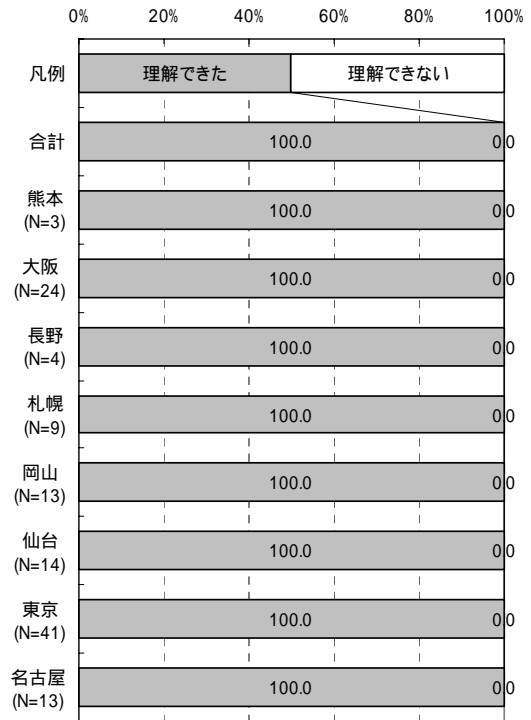 0% 20% 40% 60% 80% 100%
凡例 理解できた 理解できない
合計 100.0 0.0
熊本
(N=3) 100.0 0.0
大阪
(N=24) 100.0 0.0
長野
(N=4) 100.0 0.0
札幌
(N=9) 100.0 0.0
岡山
(N=13) 100.0 0.0
仙台
(N=14) 100.0 0.0
東京
(N=41) 100.0 0.0
名古屋
(N=13) 100.0 0.0